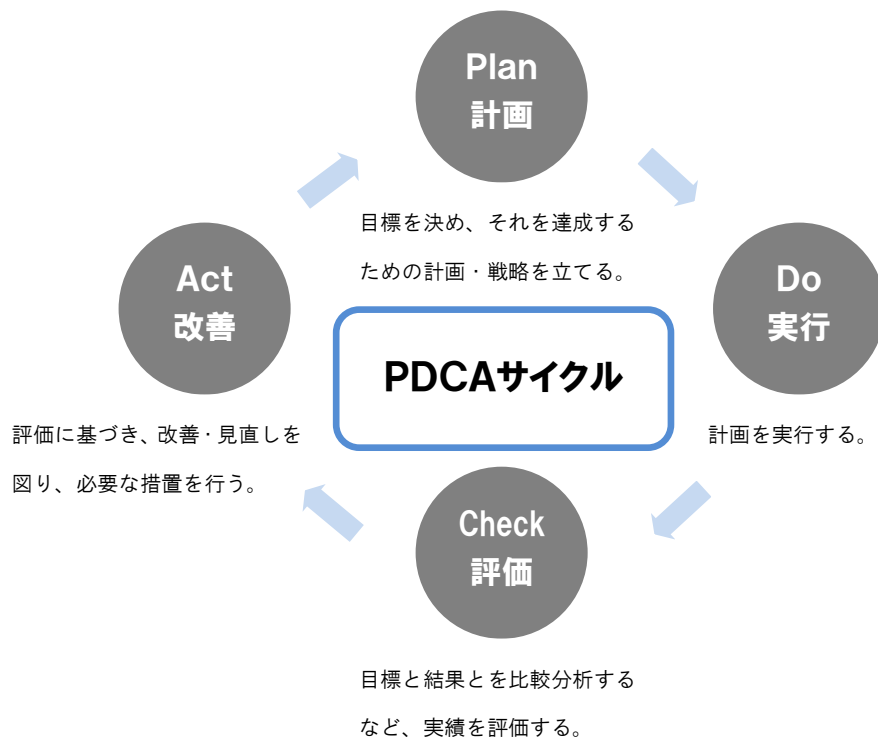 Plan
計画
目標を決め、それを達成する
ための計画・戦略を立てる。
Do
実行
計画を実行する。
Check
評価
目標と結果とを比較分析する
など、実績を評価する。
Act
改善
評価に基づき、改善・見直しを
図り、必要な措置を行う。
PDCAサイクル